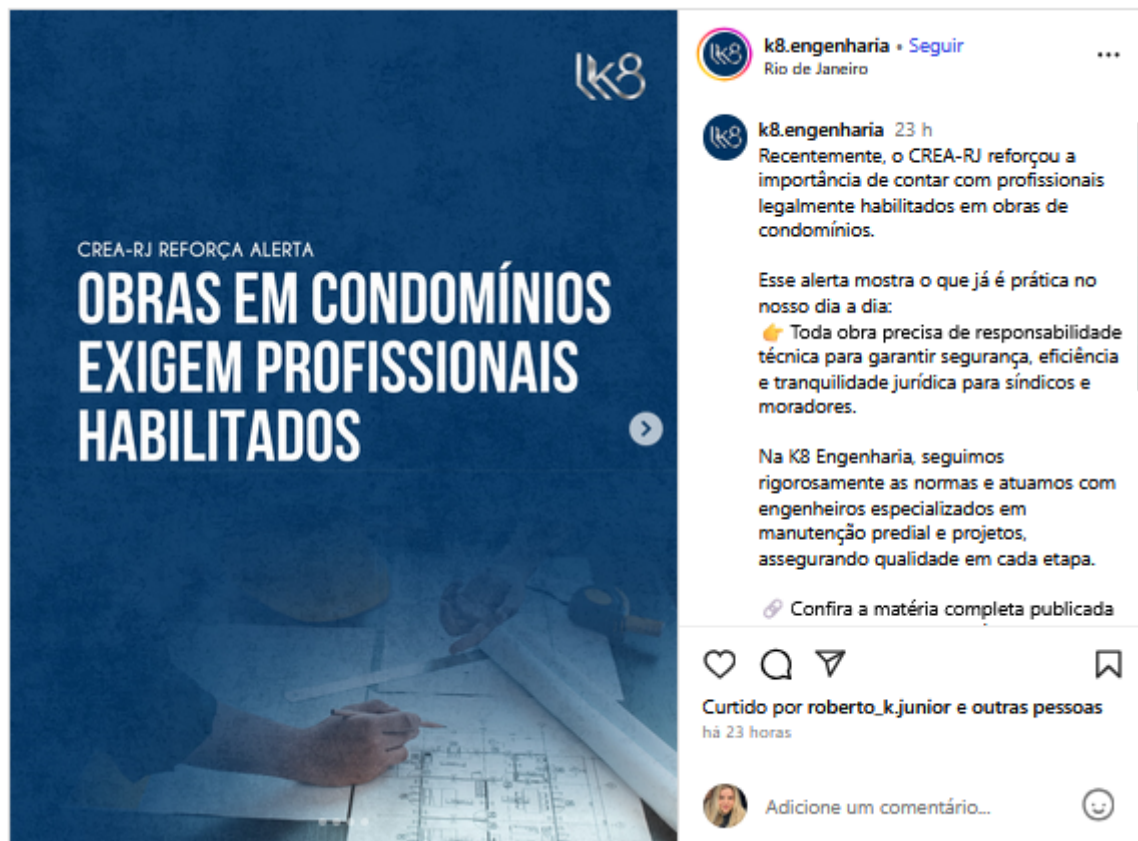 lk8
CREA-RJ REFORÇA ALERTA
OBRAS EM CONDOMÍNIOS
EXIGEM PROFISSIONAIS
HABILITADOS
lk8
k8.engenharia • Seguir
Rio de Janeiro
lk8
k8.engenharia 23 h
Recentemente, o CREA-RJ reforçou a
importância de contar com profissionais
legalmente habilitados em obras de
condomínios.
Esse alerta mostra o que já é prática no
nosso dia a dia:
👉 Toda obra precisa de responsabilidade
técnica para garantir segurança, eficiência
e tranquilidade jurídica para síndicos e
moradores.
Na K8 Engenharia, seguimos
rigorosamente as normas e atuamos com
engenheiros especializados em
manutenção predial e projetos,
assegurando qualidade em cada etapa.
🔗 Confira a matéria completa publicada
Curtido por roberto_k.junior e outras pessoas
há 23 horas
Adicione um comentário...